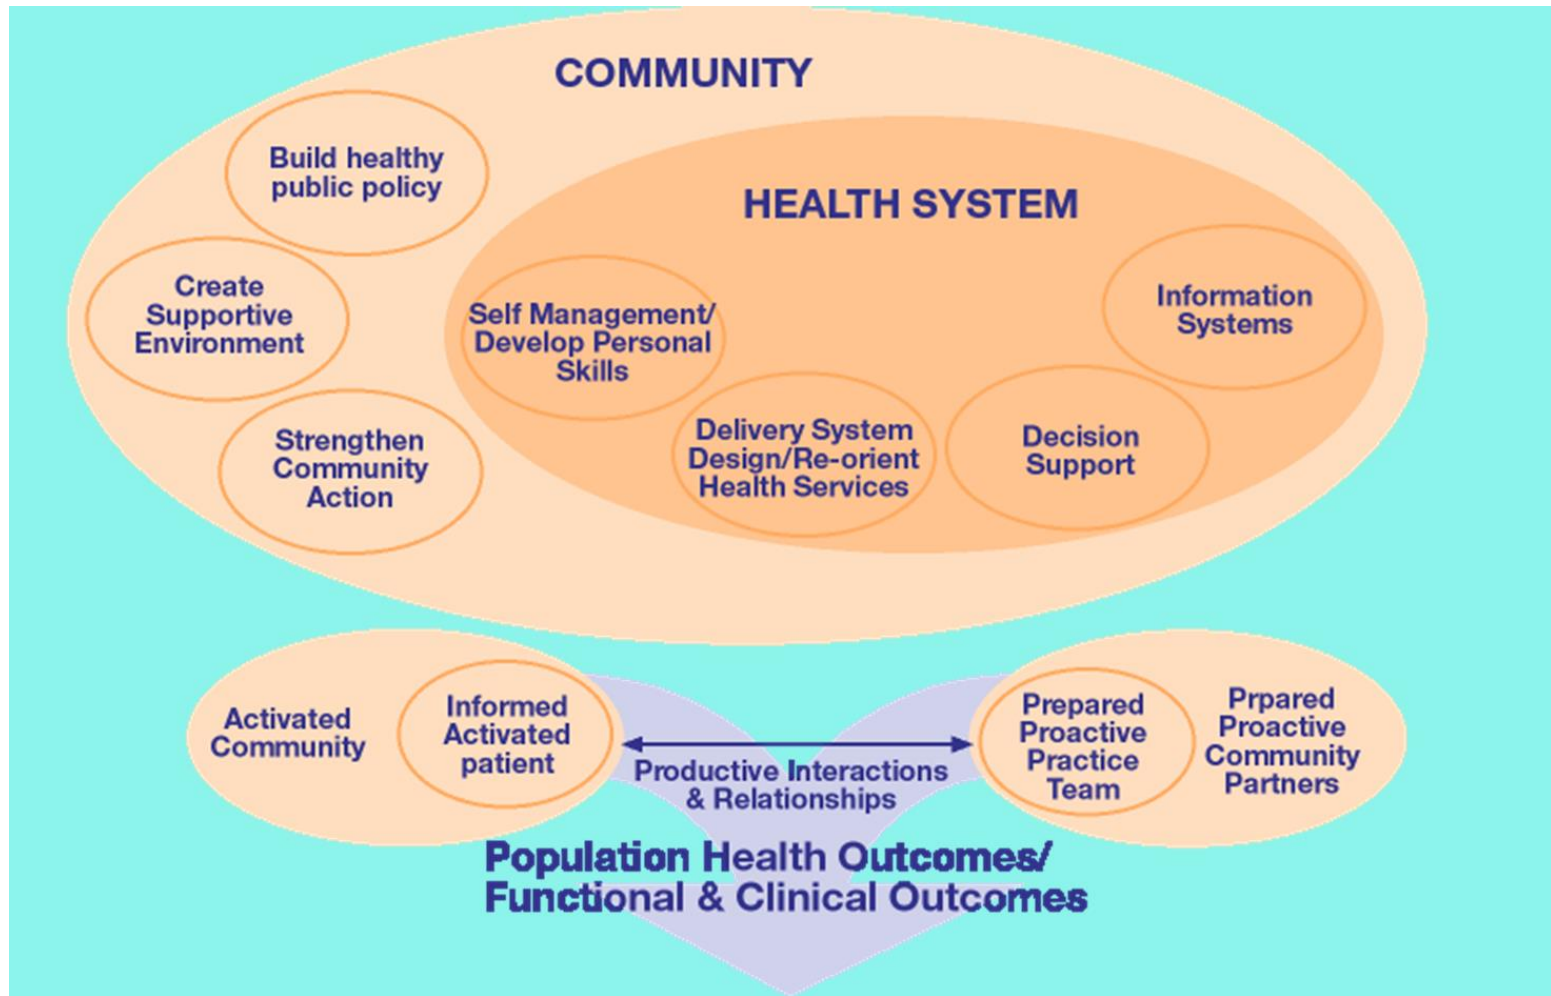 COMMUNITY
Build healthy
public policy
HEALTH SYSTEM
Create
Supportive
Environment
Self Management/
Develop Personal
Skills
Information
Systems
Strengthen
Community
Action
Delivery System
Design/Re-orient
Health Services
Decision
Support
Activated
Community
Informed
Activated
patient
Productive Interactions
& Relationships
Prepared
Proactive
Practice
Team
Prpared
Proactive
Community
Partners
Population Health Outcomes/
Functional & Clinical Outcomes